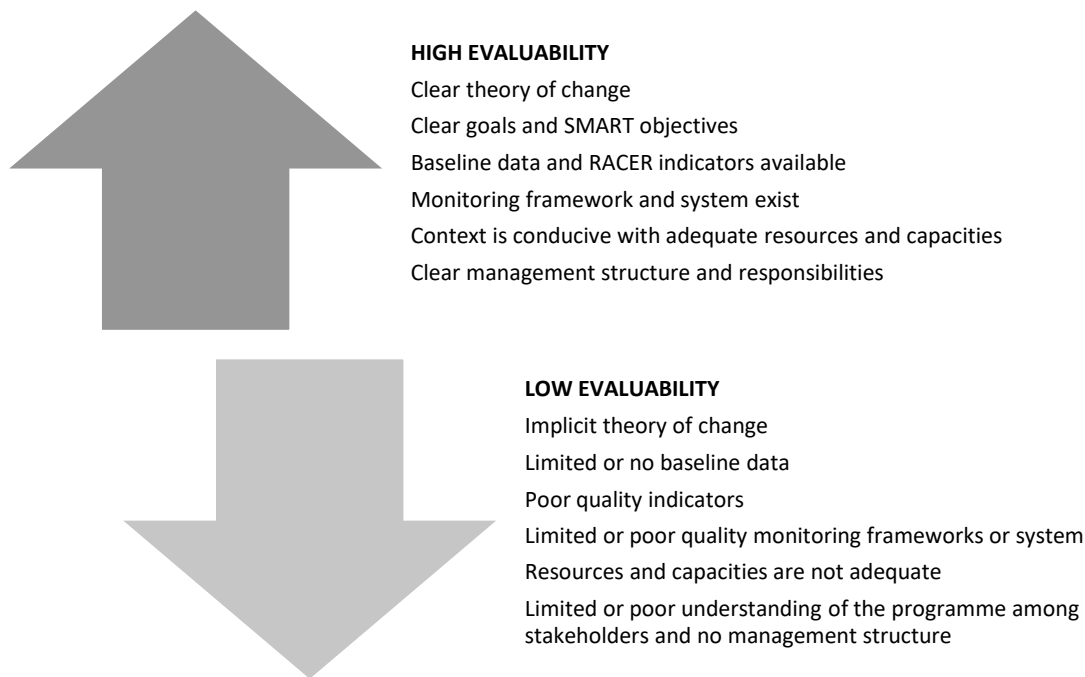 HIGH EVALUABILITY
Clear theory of change
Clear goals and SMART objectives
Baseline data and RACER indicators available
Monitoring framework and system exist
Context is conducive with adequate resources and capacities
Clear management structure and responsibilities
LOW EVALUABILITY
Implicit theory of change
Limited or no baseline data
Poor quality indicators
Limited or poor quality monitoring frameworks or system
Resources and capacities are not adequate
Limited or poor understanding of the programme among
stakeholders and no management structure